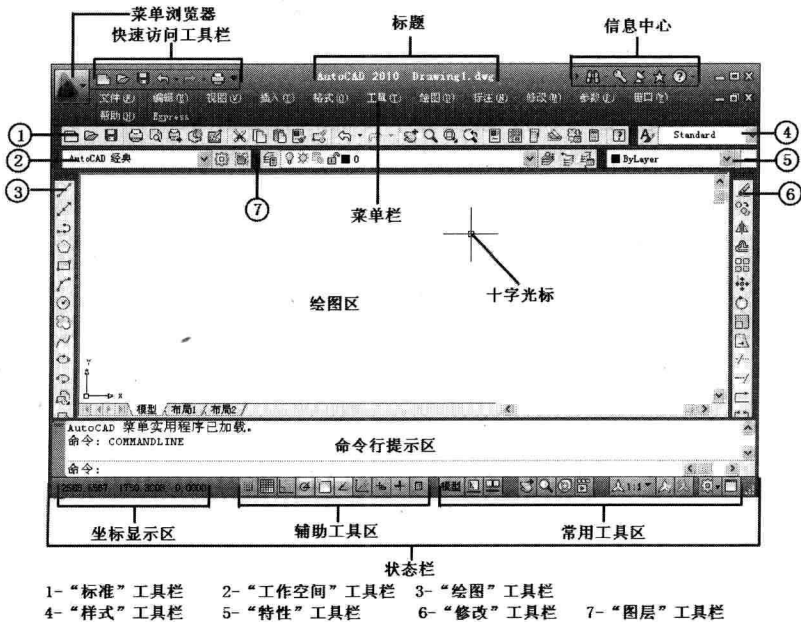 菜单浏览器
快速访问工具栏
标题
信息中心
AutoCAD 2010 Drawing1.dwg
文件(F) 编辑(E) 视图(V) 插入(I) 格式(O) 工具(T) 绘图(D) 标注(N) 修改(M) 参数(P) 窗口(W)
帮助(H) Express
① Standard ④
② AutoCAD 经典 0 ByLayer ⑤
③ ⑦ ⑥
菜单栏
十字光标
绘图区
Y
X
模型 布局1 布局2
AutoCAD 菜单实用程序已加载。
命令: COMMANDLINE
命令行提示区
命令:
模型 1:1
坐标显示区 辅助工具区 常用工具区
状态栏
1-“标准”工具栏 2-“工作空间”工具栏 3-“绘图”工具栏
4-“样式”工具栏 5-“特性”工具栏 6-“修改”工具栏 7-“图层”工具栏